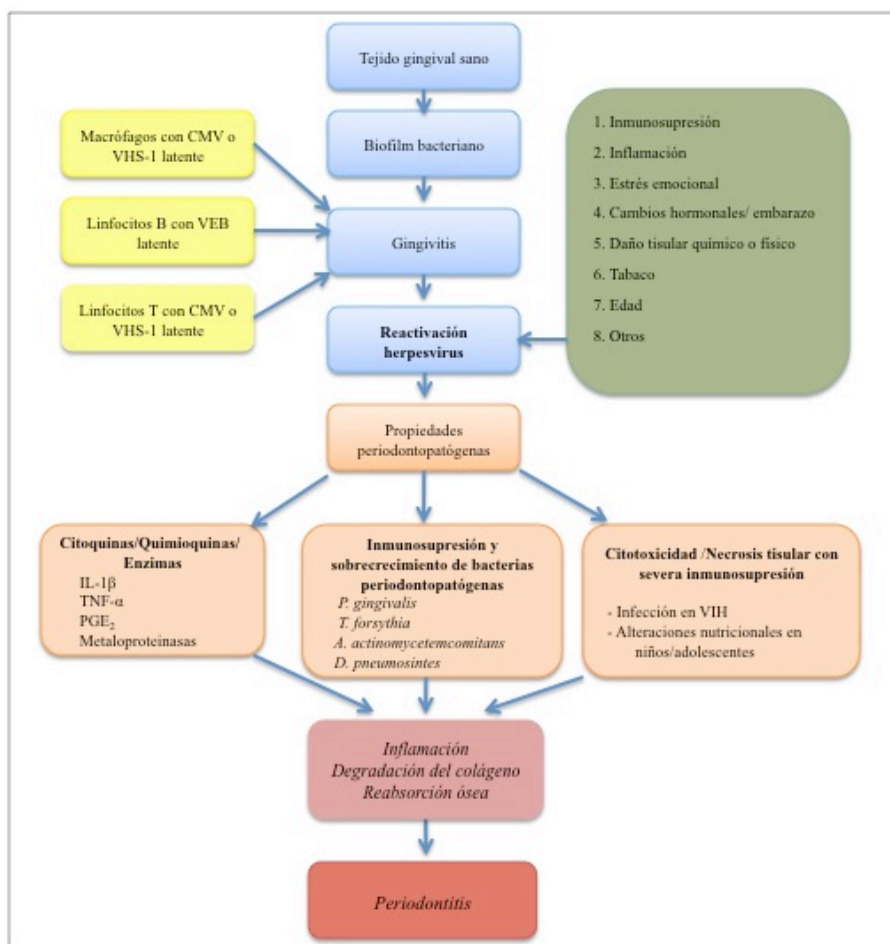 Tejido gingival sano
Biofilm bacteriano
Gingivitis
Reactivación
herpesvirus
Macrófagos con CMV o
VHS-1 latente
Linfocitos B con VEB
latente
Linfocitos T con CMV o
VHS-1 latente
1. Inmunosupresión
2. Inflamación
3. Estrés emocional
4. Cambios hormonales/ embarazo
5. Daño tisular químico o físico
6. Tabaco
7. Edad
8. Otros
Propiedades
periodontopatógenas
Citoquinas/Quimioquinas/
Enzimas
IL-1β
TNF-α
PGE₂
Metaloproteinasas
Inmunosupresión y
sobrecrecimiento de bacterias
periodontopatógenas
P. gingivalis
T. forsythia
A. actinomycetemcomitans
D. pneumosintes
Citotoxicidad /Necrosis tisular con
severa inmunosupresión
- Infección en VIH
- Alteraciones nutricionales en
niños/adolescentes
Inflamación
Degradación del colágeno
Reabsorción ósea
Periodontitis